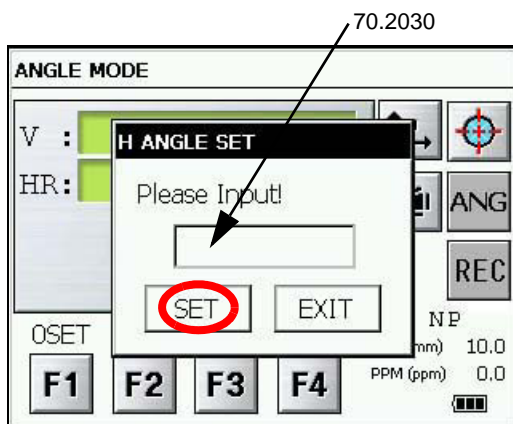 70.2030
ANGLE MODE
V :
H ANGLE SET
HR:
Please Input!
ANG
REC
SET EXIT
0SET
NP
mm) 10.0
PPM (ppm) 0.0
F1 F2 F3 F4